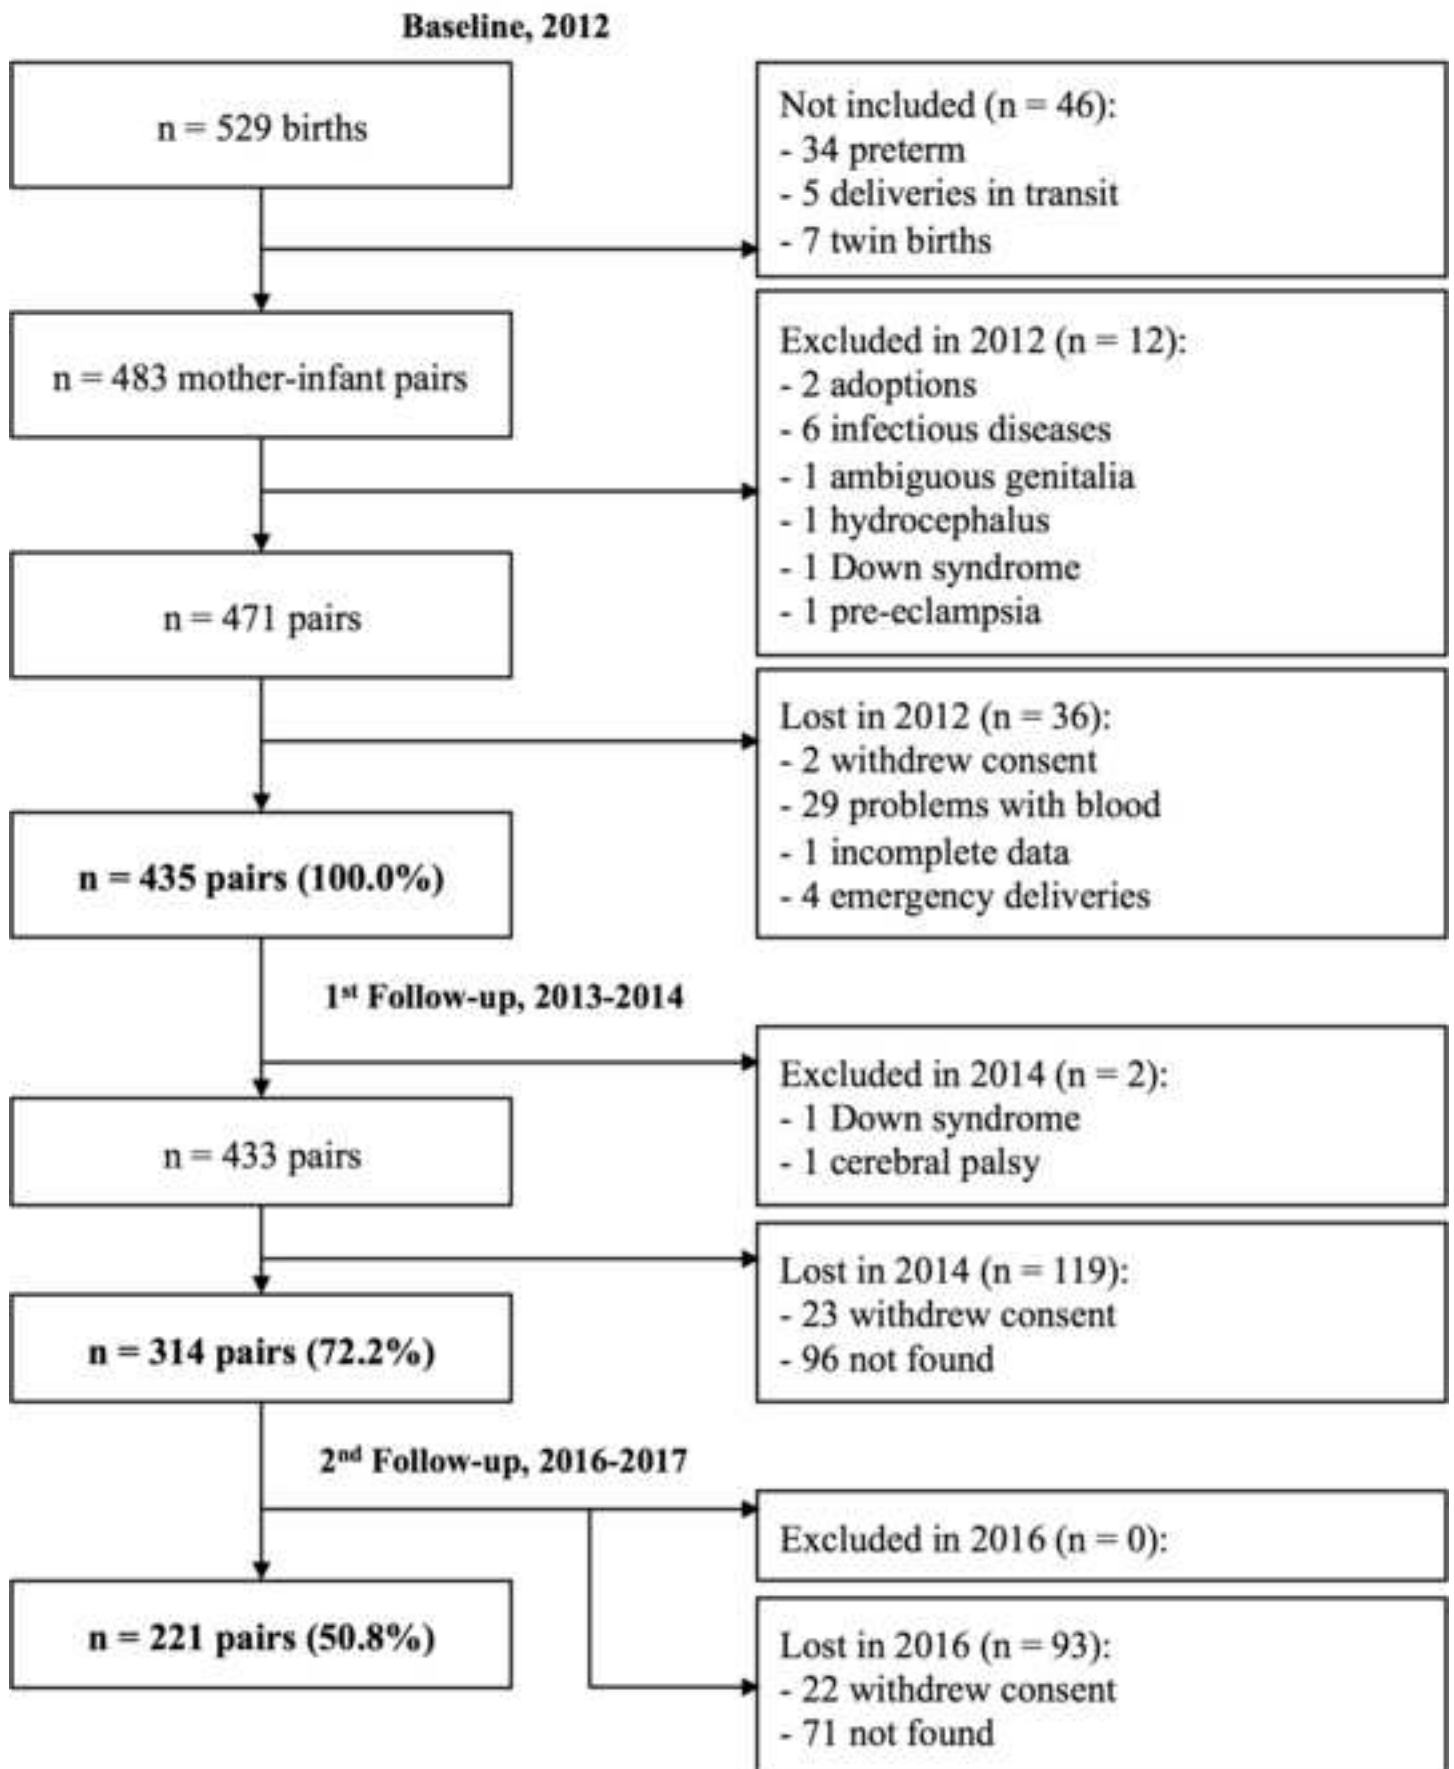 Baseline, 2012
n = 529 births
Not included (n = 46):
- 34 preterm
- 5 deliveries in transit
- 7 twin births
n = 483 mother-infant pairs
Excluded in 2012 (n = 12):
- 2 adoptions
- 6 infectious diseases
- 1 ambiguous genitalia
- 1 hydrocephalus
- 1 Down syndrome
- 1 pre-eclampsia
n = 471 pairs
Lost in 2012 (n = 36):
- 2 withdrew consent
- 29 problems with blood
- 1 incomplete data
- 4 emergency deliveries
n = 435 pairs (100.0%)
1st Follow-up, 2013-2014
Excluded in 2014 (n = 2):
- 1 Down syndrome
- 1 cerebral palsy
n = 433 pairs
Lost in 2014 (n = 119):
- 23 withdrew consent
- 96 not found
n = 314 pairs (72.2%)
2nd Follow-up, 2016-2017
Excluded in 2016 (n = 0):
n = 221 pairs (50.8%)
Lost in 2016 (n = 93):
- 22 withdrew consent
- 71 not found